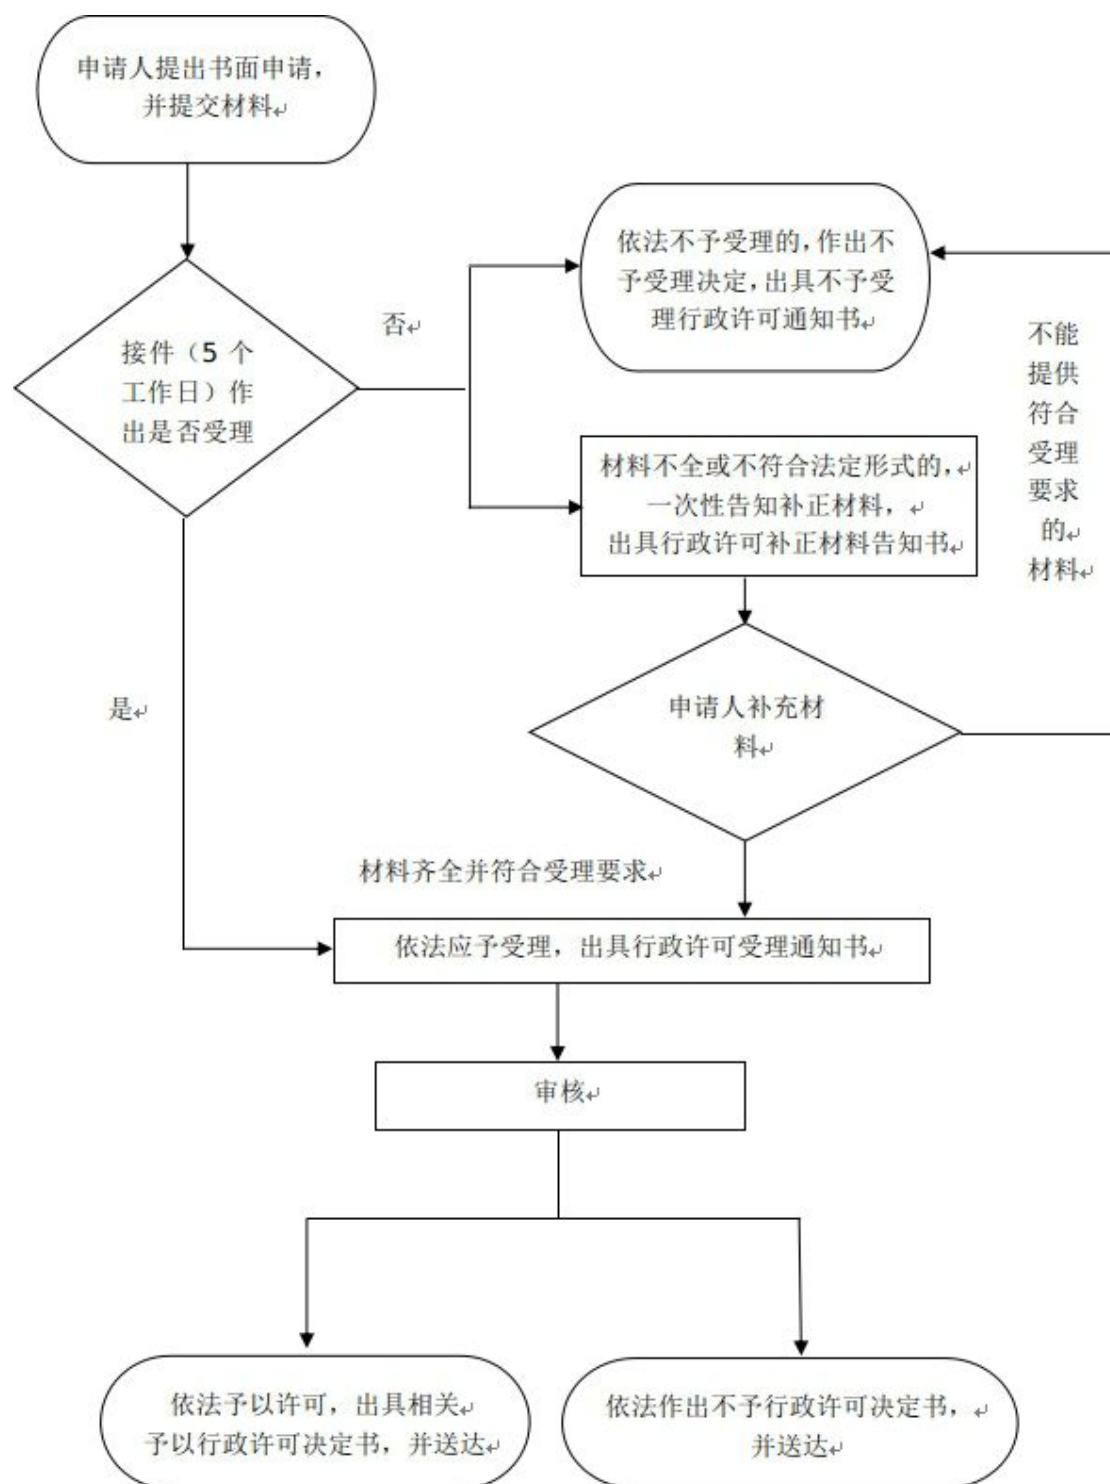 申请人提出书面申请，
并提交材料
依法不予受理的，作出不
予受理决定，出具不予受
理行政许可通知书
否
接件（5 个
工作日）作
出是否受理
不能
提供
符合
受理
要求
的
材料
材料不全或不符合法定形式的，
一次性告知补正材料，
出具行政许可补正材料告知书
是
申请人补充材
料
材料齐全并符合受理要求
依法应予受理，出具行政许可受理通知书
审核
依法予以许可，出具相关
予以行政许可决定书，并送达
依法作出不予行政许可决定书，
并送达